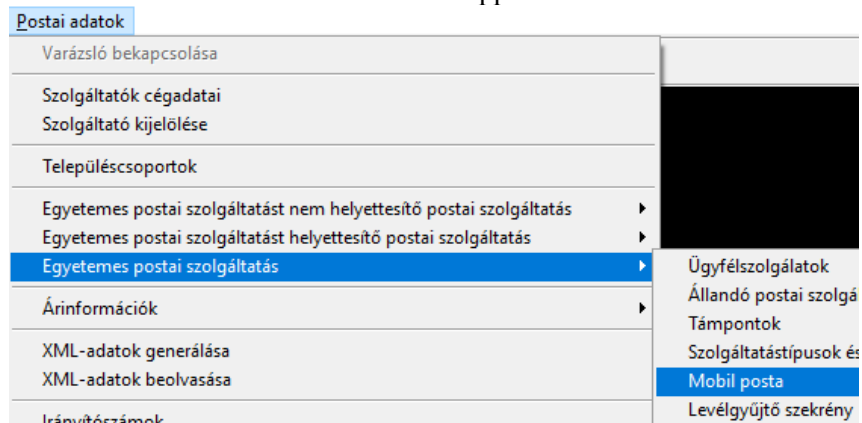 Postai adatok
Varázsló bekapcsolása
Szolgáltatók cégadatai
Szolgáltató kijelölése
Településcsoportok
Egyetemes postai szolgáltatást nem helyettesítő postai szolgáltatás
Egyetemes postai szolgáltatást helyettesítő postai szolgáltatás
Egyetemes postai szolgáltatás
Árinformációk
XML-adatok generálása
XML-adatok beolvasása
Irányítószámok
Ügyfélszolgálatok
Állandó postai szolgá
Támpontok
Szolgáltatástípusok és
Mobil posta
Levélgyűjtő szekrény